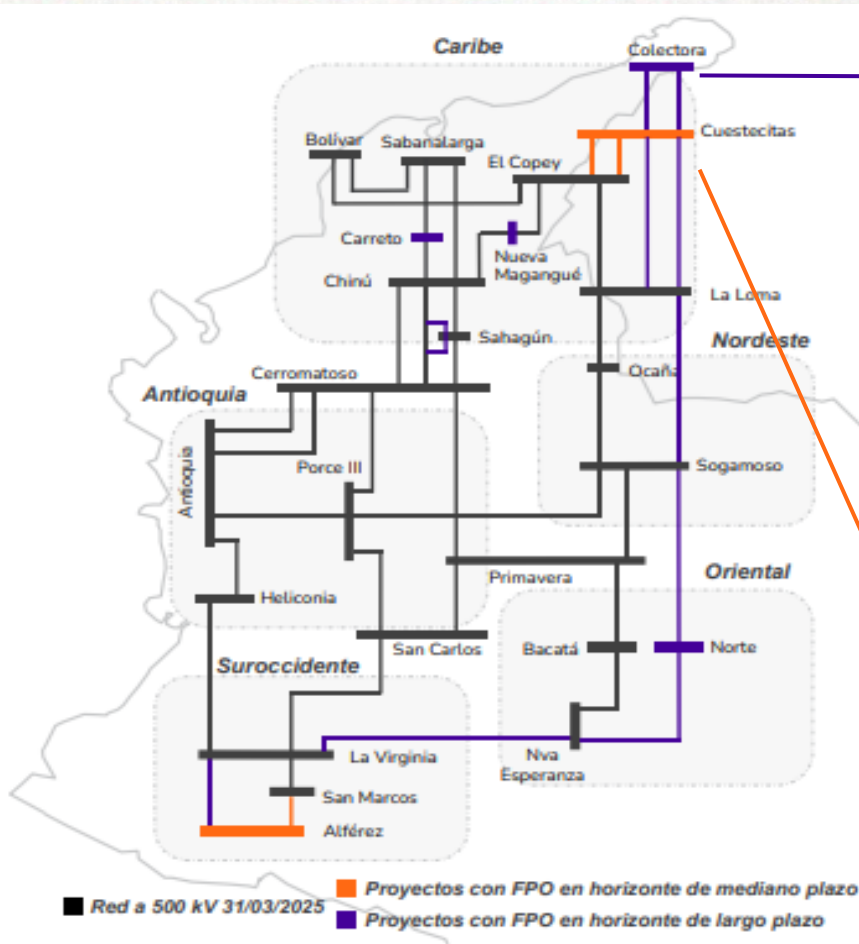 Caribe
Colectora
Cuestecitas
Bolívar
Sabanalarga
El Copey
Carreto
Nueva
Magangué
Chinú
La Loma
Sahagún
Nordeste
Cerromatoso
Ocaña
Antioquia
Porce III
Antioquia
Sogamoso
Primavera
Oriental
Heliconia
San Carlos
Bacatá
Norte
Suroccidente
La Virginia
Nva
Esperanza
San Marcos
Alférez
Red a 500 kV 31/03/2025
Proyectos con FPO en horizonte de mediano plazo
Proyectos con FPO en horizonte de largo plazo